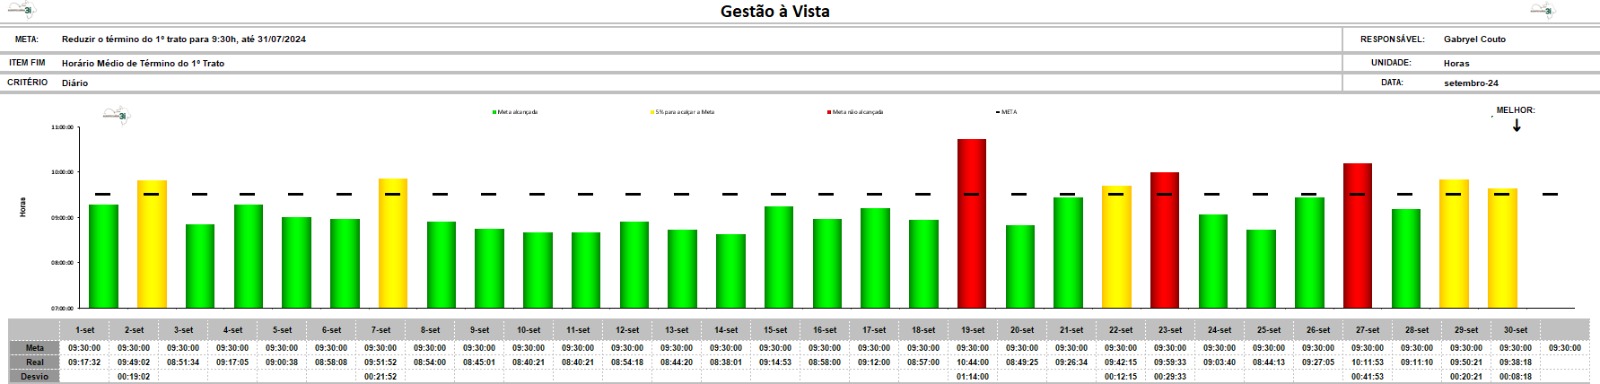 Gestão à Vista
META: Reduzir o término do 1º trato para 9:30h, até 31/07/2024 RESPONSÁVEL: Gabryel Couto
ITEM FIM Horário Médio de Término do 1º Trato UNIDADE: Horas
CRITÉRIO Diário DATA: setembro-24
Meta alcançada 5% para acalçar a Meta Meta não alcançada META
MELHOR:
11:00:00
10:00:00
09:00:00
08:00:00
07:00:00
Horas
1-set 2-set 3-set 4-set 5-set 6-set 7-set 8-set 9-set 10-set 11-set 12-set 13-set 14-set 15-set 16-set 17-set 18-set 19-set 20-set 21-set 22-set 23-set 24-set 25-set 26-set 27-set 28-set 29-set 30-set
Meta 09:30:00 09:30:00 09:30:00 09:30:00 09:30:00 09:30:00 09:30:00 09:30:00 09:30:00 09:30:00 09:30:00 09:30:00 09:30:00 09:30:00 09:30:00 09:30:00 09:30:00 09:30:00 09:30:00 09:30:00 09:30:00 09:30:00 09:30:00 09:30:00 09:30:00 09:30:00 09:30:00 09:30:00 09:30:00 09:30:00 09:30:00
Real 09:17:32 09:49:02 08:51:34 09:17:05 09:00:38 08:58:08 09:51:52 08:54:00 08:45:01 08:40:21 08:40:21 08:54:18 08:44:20 08:38:01 09:14:53 08:58:00 09:12:00 08:57:00 10:44:00 08:49:25 09:26:34 09:42:15 09:59:33 09:03:40 08:44:13 09:27:05 10:11:53 09:11:10 09:50:21 09:38:18
Desvio 00:19:02 00:21:52 01:14:00 00:12:15 00:29:33 00:41:53 00:20:21 00:08:18